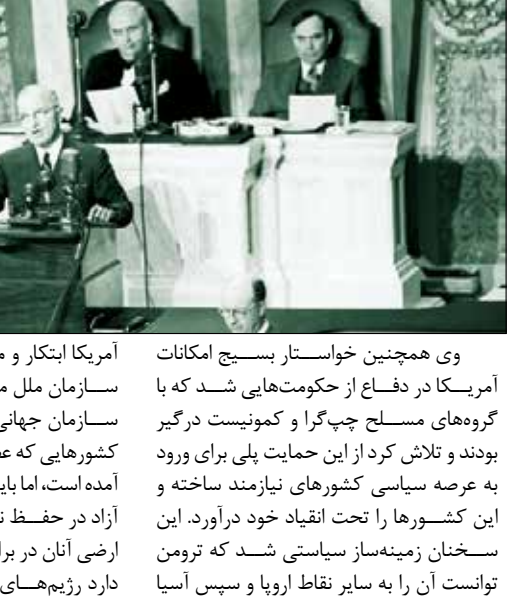 وی همچنین خواستار بسیج امکانات
آمریکا در دفاع از حکومت‌هایی شد که با
گروه‌های مسلح چپ‌گرا و کمونیست درگیر
بودند و تلاش کرد از این حمایت پلی برای ورود
به عرصه سیاسی کشورهای نیازمند ساخته و
این کشورها را تحت انقیاد خود درآورد. این
سخنان زمینه‌ساز سیاستی شد که ترومن
توانست آن را به سایر نقاط اروپا و سپس آسیا
آمریکا ابتکار و م
سازمان ملل م
سازمان جهانی
کشورهایی که عض
آمده است، اما بای
آزاد در حفظ ن
ارضی آنان در برا
دارد رژیم‌های